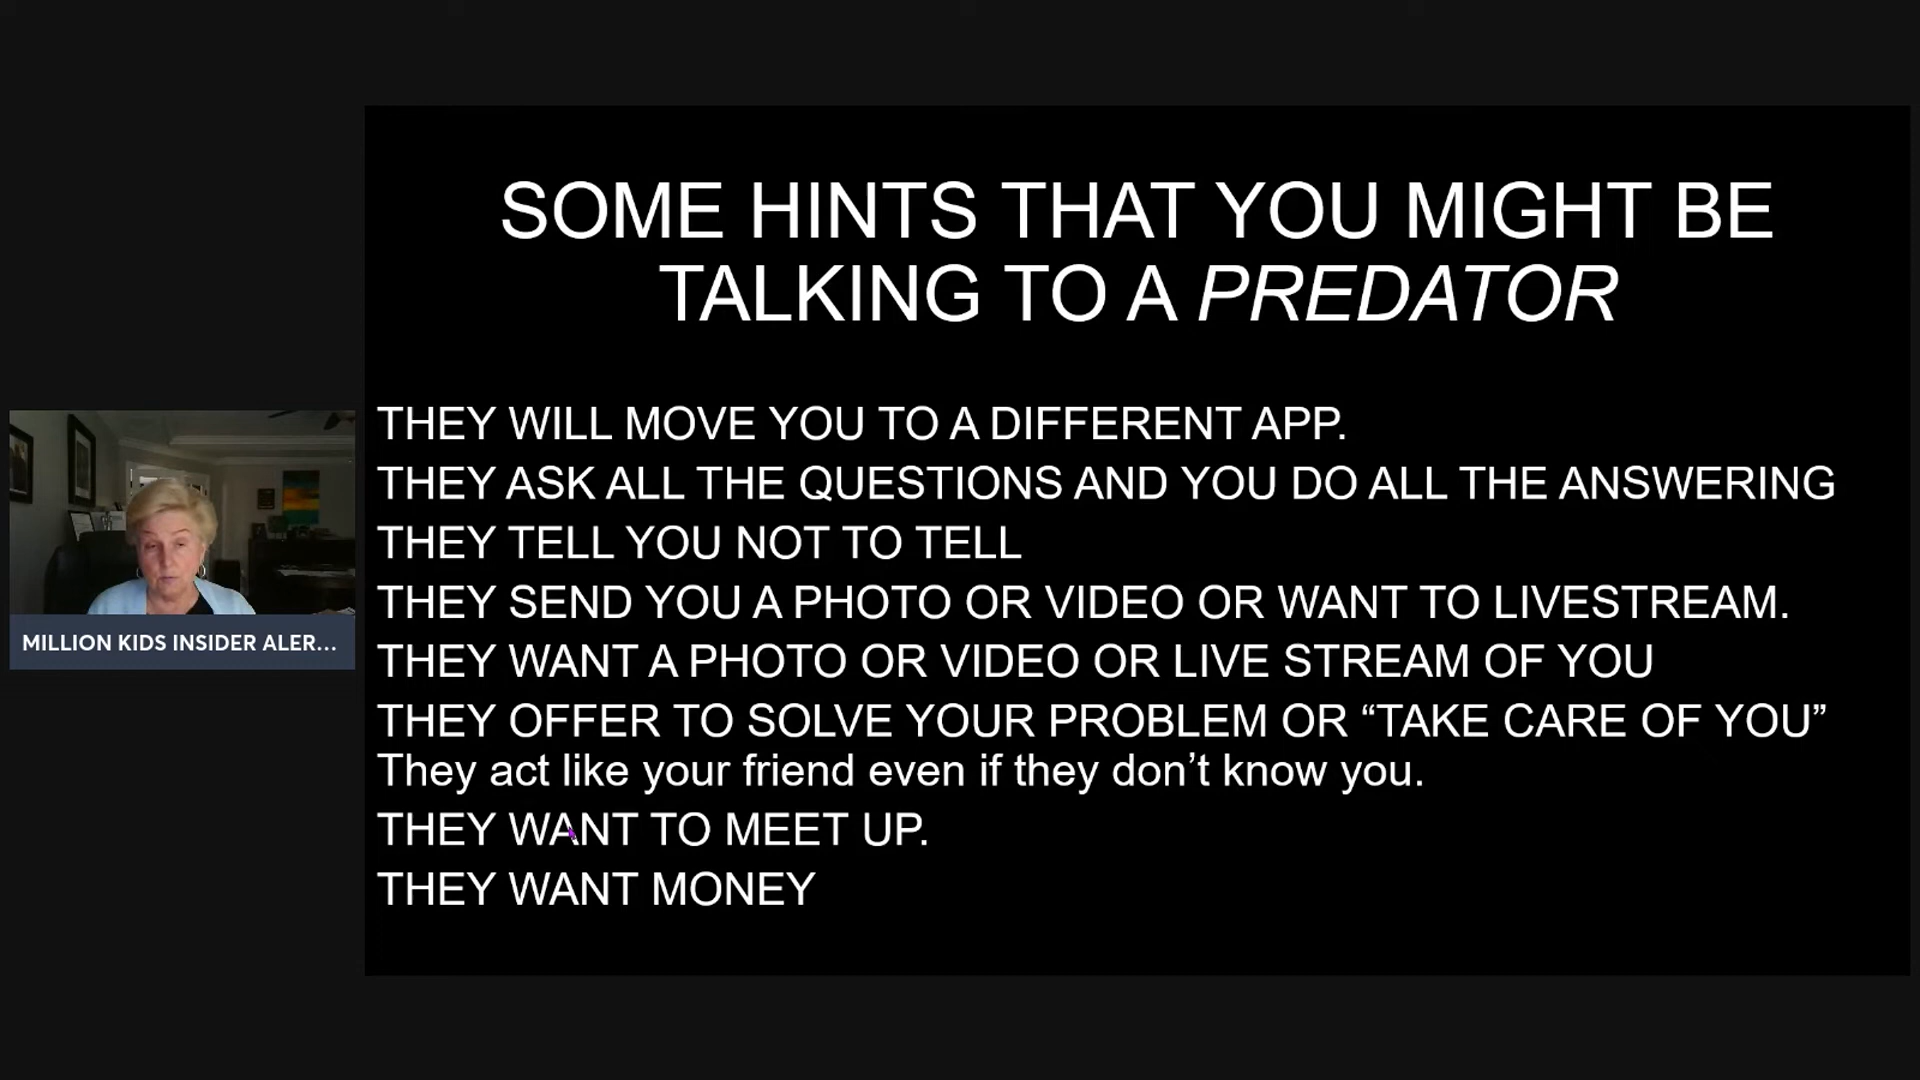 SOME HINTS THAT YOU MIGHT BE
TALKING TO A PREDATOR
THEY WILL MOVE YOU TO A DIFFERENT APP.
THEY ASK ALL THE QUESTIONS AND YOU DO ALL THE ANSWERING
THEY TELL YOU NOT TO TELL
THEY SEND YOU A PHOTO OR VIDEO OR WANT TO LIVESTREAM.
THEY WANT A PHOTO OR VIDEO OR LIVE STREAM OF YOU
THEY OFFER TO SOLVE YOUR PROBLEM OR “TAKE CARE OF YOU”
They act like your friend even if they don’t know you.
THEY WANT TO MEET UP.
THEY WANT MONEY
MILLION KIDS INSIDER ALER...